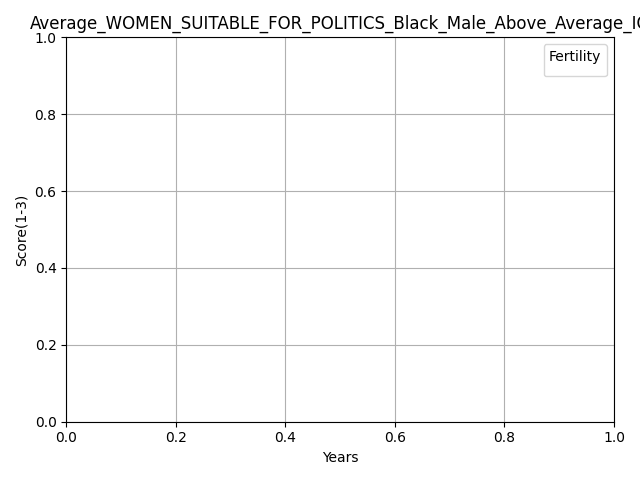 Average_WOMEN_SUITABLE_FOR_POLITICS_Black_Male_Above_Average_IQ
Fertility
Score(1-3)
1.0
0.8
0.6
0.4
0.2
0.0
0.0 0.2 0.4 0.6 0.8 1.0
Years